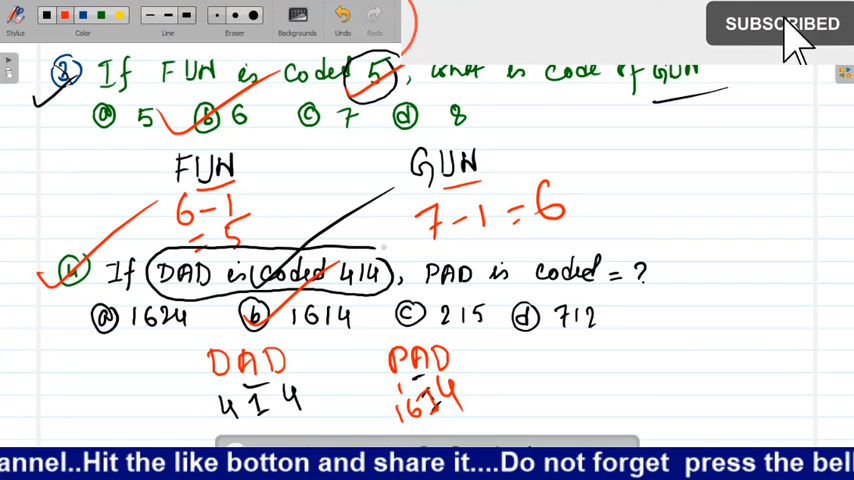 Stylus Color Line Eraser Backgrounds Undo Redo
SUBSCRIBED
③ If FUN is coded 5, what is code of GUN
ⓐ 5 ⓑ 6 ⓒ 7 ⓓ 8
FUN GUN
6-1 7-1 = 6
= 5
④ If DAD is coded 414, PAD is coded = ?
ⓐ 1624 ⓑ 1614 ⓒ 215 ⓓ 712
DAD PAD
4 1 4
1614
annel..Hit the like botton and share it....Do not forget press the bell